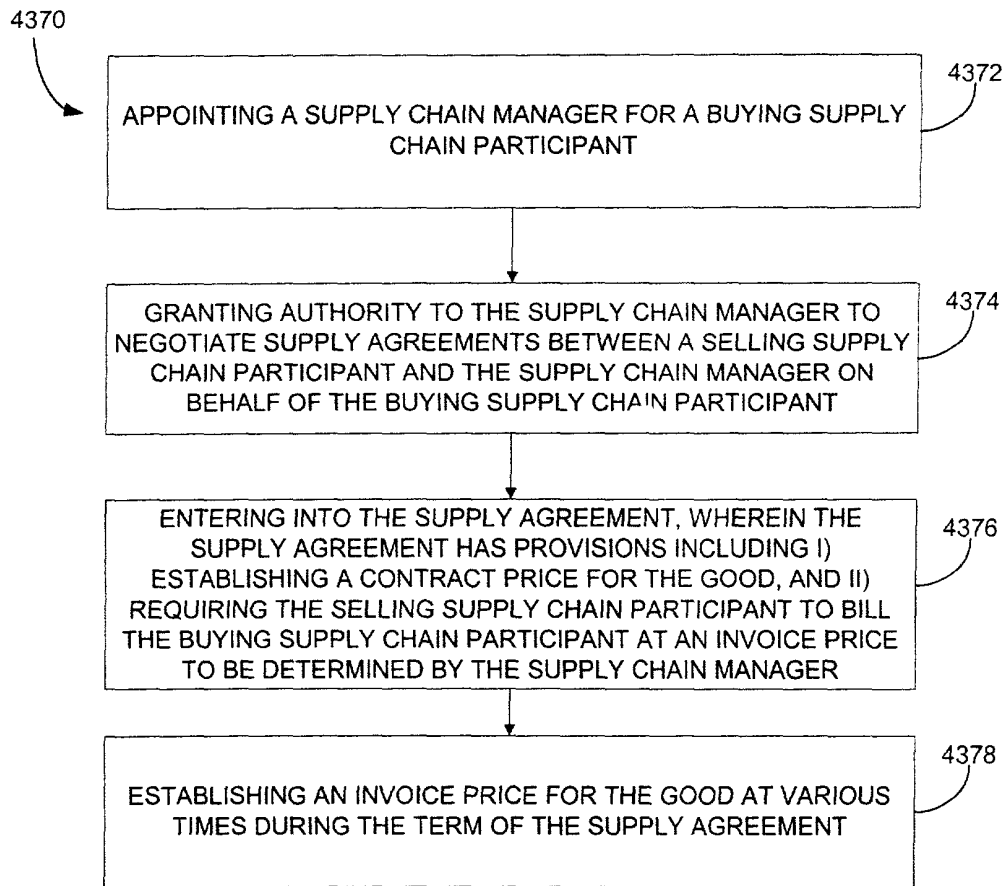 4370
4372
APPOINTING A SUPPLY CHAIN MANAGER FOR A BUYING SUPPLY
CHAIN PARTICIPANT
4374
GRANTING AUTHORITY TO THE SUPPLY CHAIN MANAGER TO
NEGOTIATE SUPPLY AGREEMENTS BETWEEN A SELLING SUPPLY
CHAIN PARTICIPANT AND THE SUPPLY CHAIN MANAGER ON
BEHALF OF THE BUYING SUPPLY CHAIN PARTICIPANT
4376
ENTERING INTO THE SUPPLY AGREEMENT, WHEREIN THE
SUPPLY AGREEMENT HAS PROVISIONS INCLUDING I)
ESTABLISHING A CONTRACT PRICE FOR THE GOOD, AND II)
REQUIRING THE SELLING SUPPLY CHAIN PARTICIPANT TO BILL
THE BUYING SUPPLY CHAIN PARTICIPANT AT AN INVOICE PRICE
TO BE DETERMINED BY THE SUPPLY CHAIN MANAGER
4378
ESTABLISHING AN INVOICE PRICE FOR THE GOOD AT VARIOUS
TIMES DURING THE TERM OF THE SUPPLY AGREEMENT